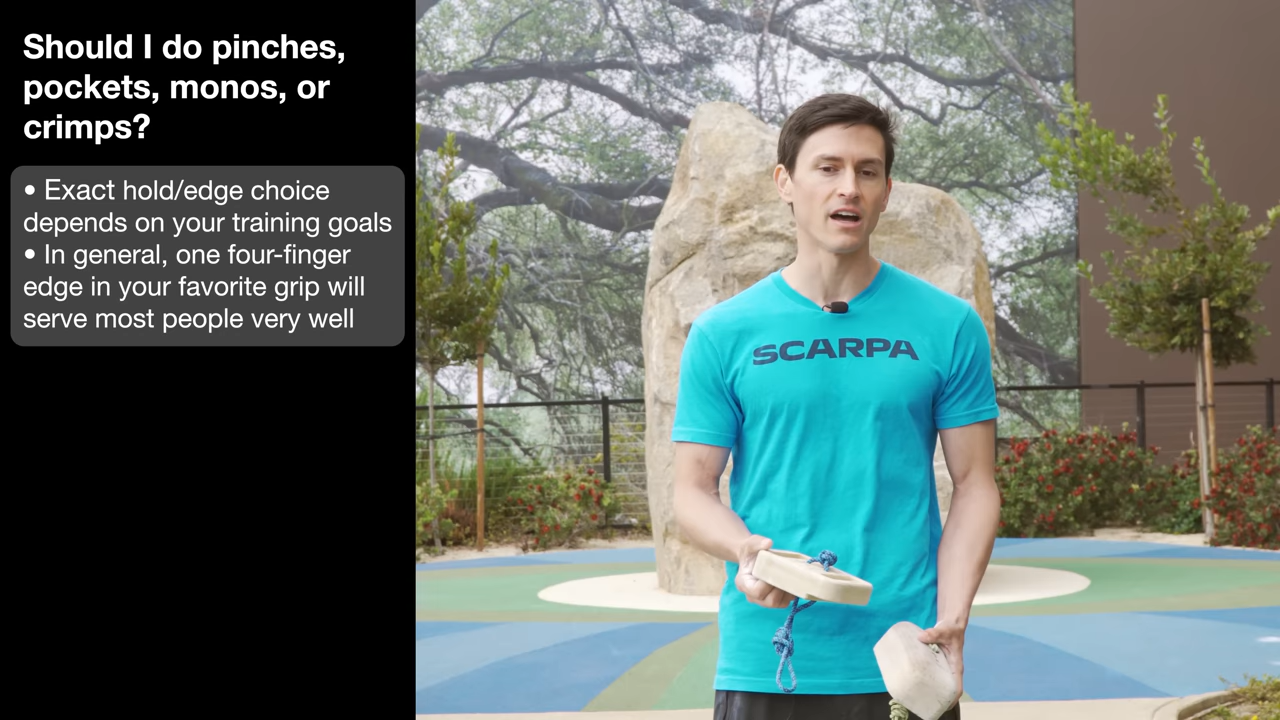 Should I do pinches,
pockets, monos, or
crimps?
• Exact hold/edge choice
depends on your training goals
• In general, one four-finger
edge in your favorite grip will
serve most people very well
SCARPA